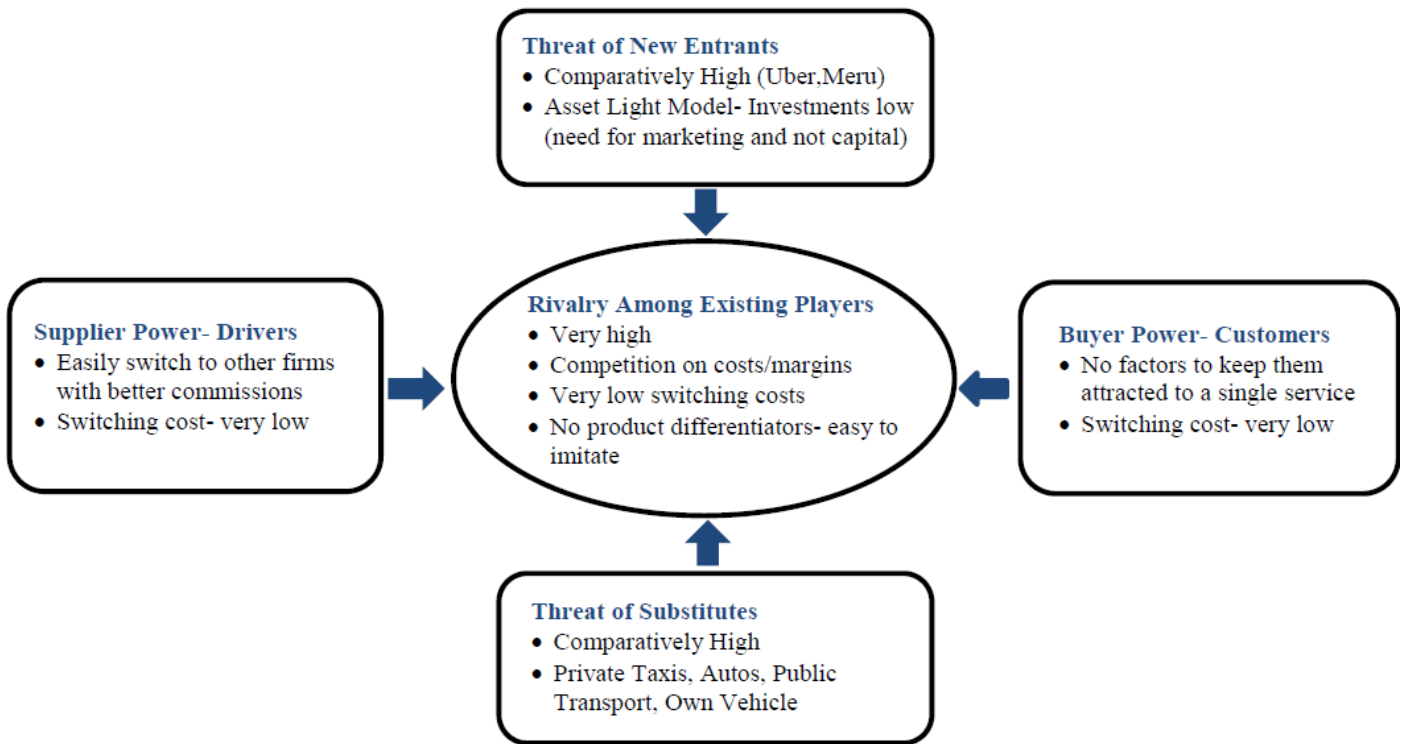 Threat of New Entrants
• Comparatively High (Uber,Meru)
• Asset Light Model- Investments low
(need for marketing and not capital)
Supplier Power- Drivers
• Easily switch to other firms
with better commissions
• Switching cost- very low
Rivalry Among Existing Players
• Very high
• Competition on costs/margins
• Very low switching costs
• No product differentiators- easy to
imitate
Buyer Power- Customers
• No factors to keep them
attracted to a single service
• Switching cost- very low
Threat of Substitutes
• Comparatively High
• Private Taxis, Autos, Public
Transport, Own Vehicle